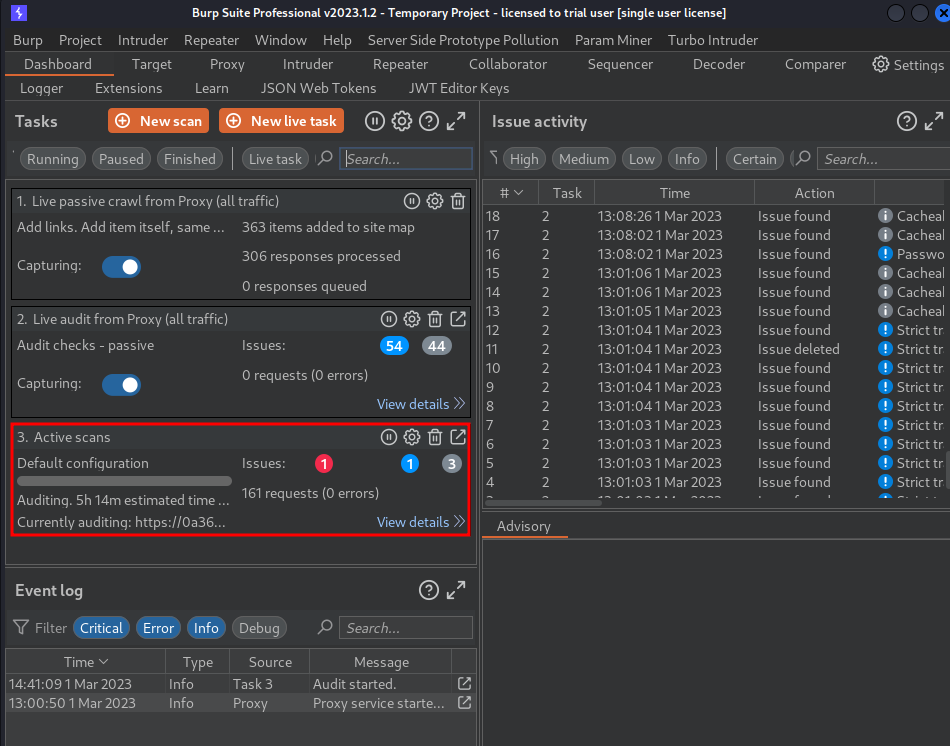 Burp Suite Professional v2023.1.2 - Temporary Project - licensed to trial user [single user license]
Burp Project Intruder Repeater Window Help Server Side Prototype Pollution Param Miner Turbo Intruder
Dashboard Target Proxy Intruder Repeater Collaborator Sequencer Decoder Comparer Settings
Logger Extensions Learn JSON Web Tokens JWT Editor Keys
Tasks New scan New live task
Running Paused Finished Live task Search...
1. Live passive crawl from Proxy (all traffic)
Add links. Add item itself, same ... 363 items added to site map
306 responses processed
Capturing:
0 responses queued
2. Live audit from Proxy (all traffic)
Audit checks - passive Issues: 54 44
0 requests (0 errors)
Capturing:
View details
3. Active scans
Default configuration Issues: 1 1 3
161 requests (0 errors)
Auditing. 5h 14m estimated time ...
Currently auditing: https://0a36... View details
Event log
Filter Critical Error Info Debug Search...
Time Type Source Message
14:41:09 1 Mar 2023 Info Task 3 Audit started.
13:00:50 1 Mar 2023 Info Proxy Proxy service starte...
Issue activity
High Medium Low Info Certain Search...
# Task Time Action
18 2 13:08:26 1 Mar 2023 Issue found Cacheal
17 2 13:08:02 1 Mar 2023 Issue found Cacheal
16 2 13:08:02 1 Mar 2023 Issue found Passwo
15 2 13:01:06 1 Mar 2023 Issue found Cacheal
14 2 13:01:06 1 Mar 2023 Issue found Cacheal
13 2 13:01:05 1 Mar 2023 Issue found Cacheal
12 2 13:01:04 1 Mar 2023 Issue found Strict tr
11 2 13:01:04 1 Mar 2023 Issue deleted Strict tr
10 2 13:01:04 1 Mar 2023 Issue found Strict tr
9 2 13:01:04 1 Mar 2023 Issue found Strict tr
8 2 13:01:04 1 Mar 2023 Issue found Strict tr
7 2 13:01:03 1 Mar 2023 Issue found Strict tr
6 2 13:01:03 1 Mar 2023 Issue found Strict tr
5 2 13:01:03 1 Mar 2023 Issue found Strict tr
4 2 13:01:03 1 Mar 2023 Issue found Strict tr
Advisory